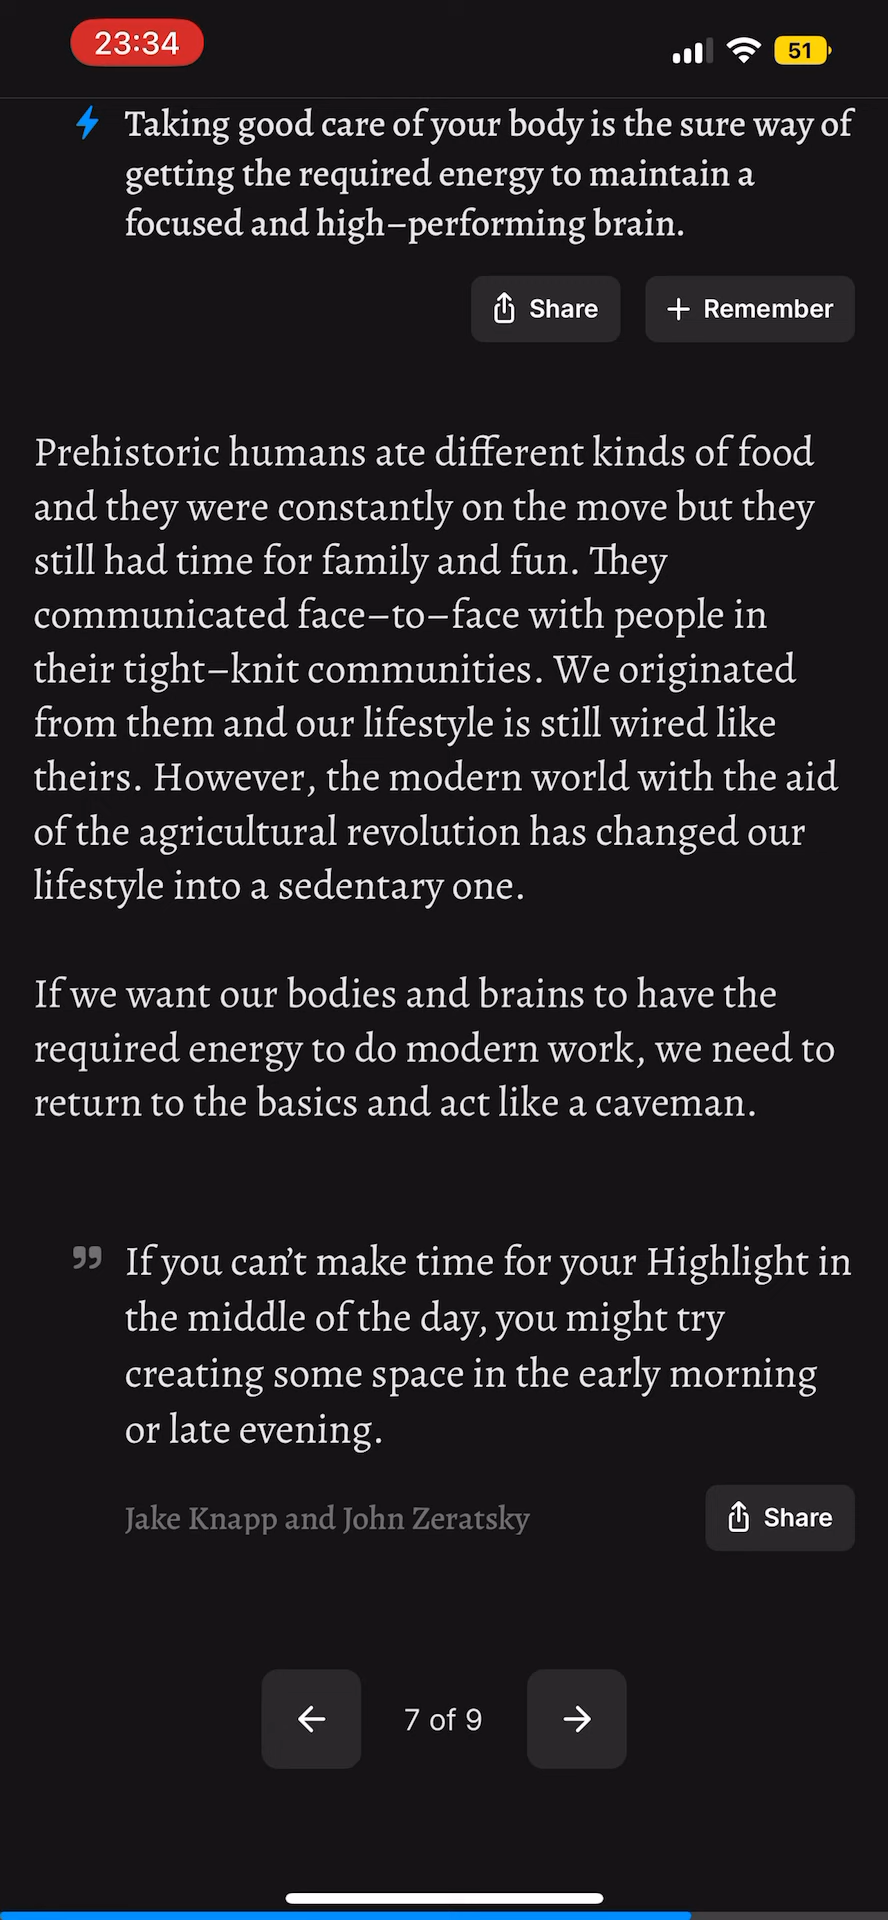 23:34
51
Taking good care of your body is the sure way of
getting the required energy to maintain a
focused and high-performing brain.
Share
Remember
Prehistoric humans ate different kinds of food
and they were constantly on the move but they
still had time for family and fun. They
communicated face-to-face with people in
their tight-knit communities. We originated
from them and our lifestyle is still wired like
theirs. However, the modern world with the aid
of the agricultural revolution has changed our
lifestyle into a sedentary one.
If we want our bodies and brains to have the
required energy to do modern work, we need to
return to the basics and act like a caveman.
” If you can’t make time for your Highlight in
the middle of the day, you might try
creating some space in the early morning
or late evening.
Jake Knapp and John Zeratsky
Share
7 of 9